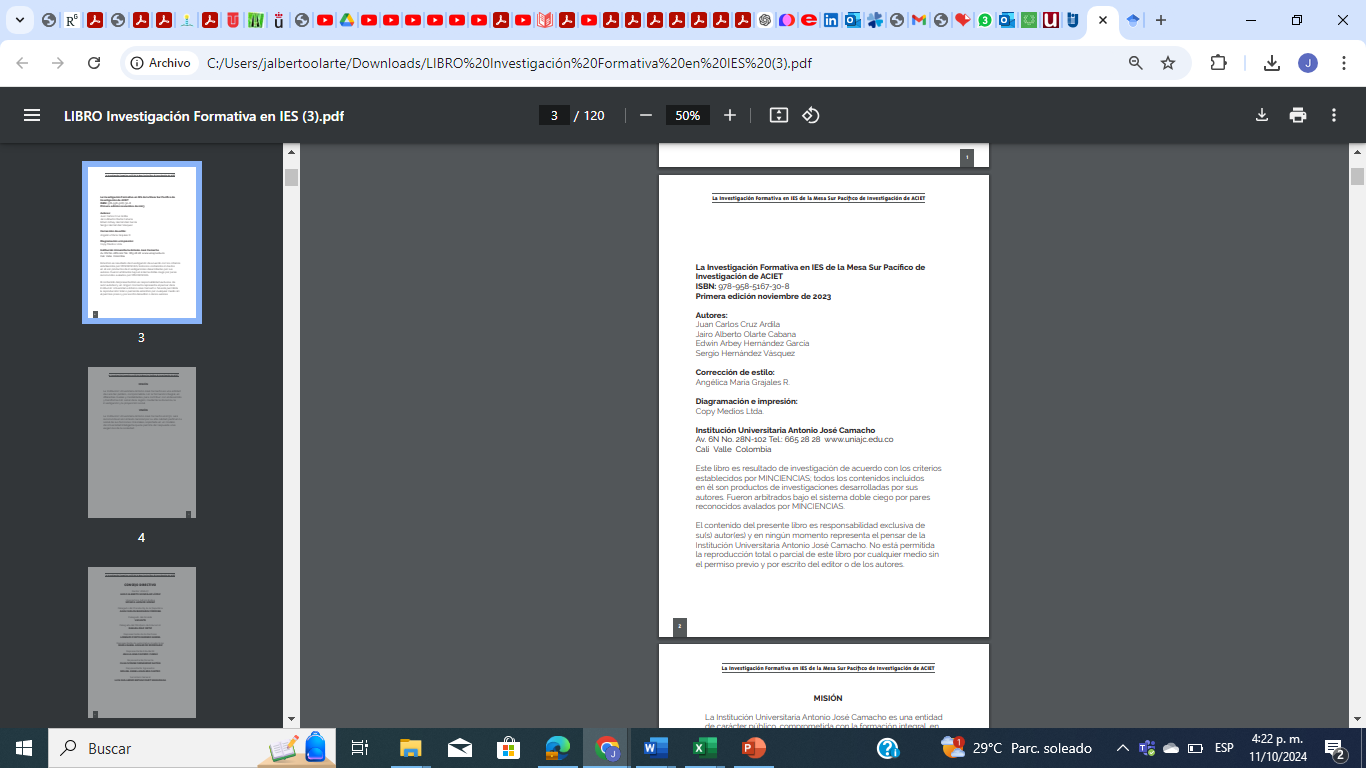 Archivo
C:/Users/jalbertoolarte/Downloads/LIBRO%20Investigación%20Formativa%20en%20IES%20(3).pdf
J
LIBRO Investigación Formativa en IES (3).pdf
3 / 120
50%
3
4
1
La Investigación Formativa en IES de la Mesa Sur Pacífico de Investigación de ACIET
La Investigación Formativa en IES de la Mesa Sur Pacífico de
Investigación de ACIET
ISBN: 978-958-5167-30-8
Primera edición noviembre de 2023
Autores:
Juan Carlos Cruz Ardila
Jairo Alberto Olarte Cabana
Edwin Arbey Hernández García
Sergio Hernández Vásquez
Corrección de estilo:
Angélica María Grajales R.
Diagramación e impresión:
Copy Medios Ltda.
Institución Universitaria Antonio José Camacho
Av. 6N No. 28N-102 Tel.: 665 28 28 www.uniajc.edu.co
Cali Valle Colombia
Este libro es resultado de investigación de acuerdo con los criterios
establecidos por MINCIENCIAS, todos los contenidos incluidos
en él son productos de investigaciones desarrolladas por sus
autores. Fueron arbitrados bajo el sistema doble ciego por pares
reconocidos avalados por MINCIENCIAS.
El contenido del presente libro es responsabilidad exclusiva de
su(s) autor(es) y en ningún momento representa el pensar de la
Institución Universitaria Antonio José Camacho. No está permitida
la reproducción total o parcial de este libro por cualquier medio sin
el permiso previo y por escrito del editor o de los autores.
2
La Investigación Formativa en IES de la Mesa Sur Pacífico de Investigación de ACIET
MISIÓN
La Institución Universitaria Antonio José Camacho es una entidad
de carácter público, comprometida con la formación integral, en
Buscar
29°C Parc. soleado
ESP
4:22 p. m.
11/10/2024
2